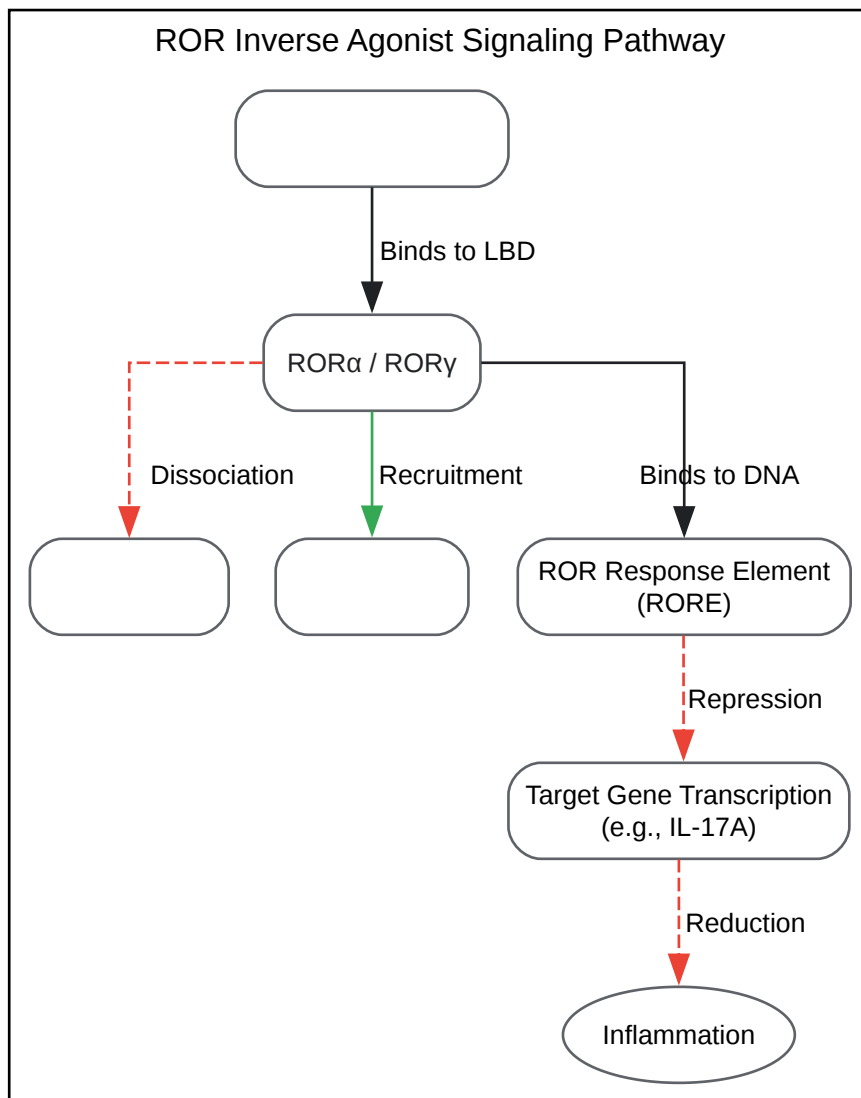 ROR Inverse Agonist Signaling Pathway
Binds to LBD
RORα / RORγ
Dissociation
Recruitment
Binds to DNA
ROR Response Element
(RORE)
Repression
Target Gene Transcription
(e.g., IL-17A)
Reduction
Inflammation